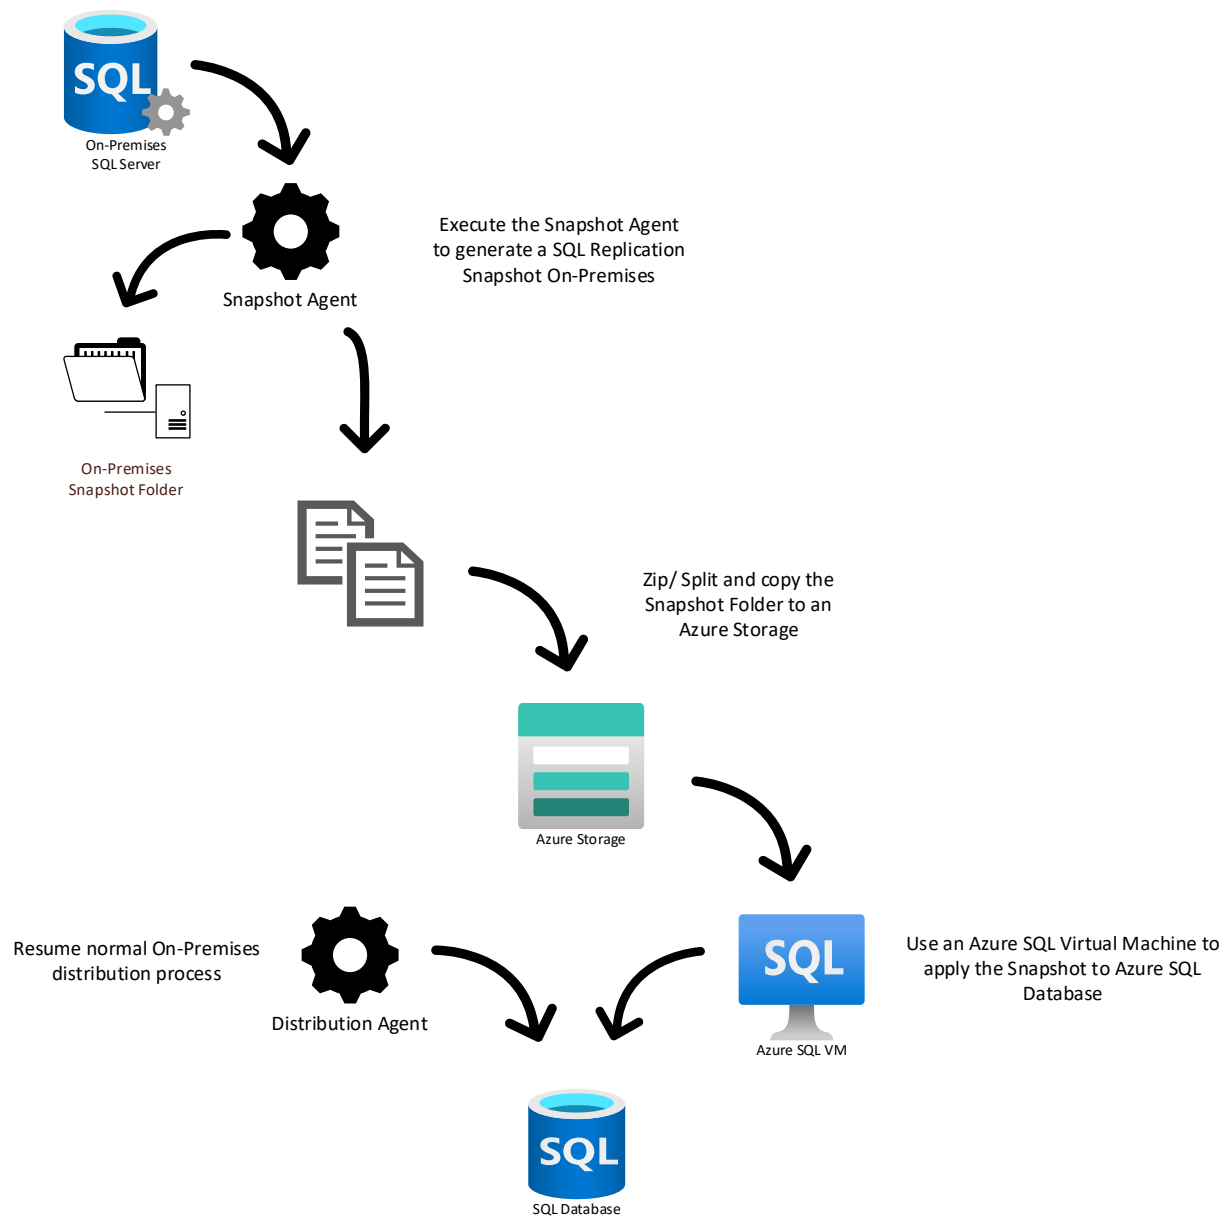 SQL
On-Premises
SQL Server
Execute the Snapshot Agent
to generate a SQL Replication
Snapshot On-Premises
Snapshot Agent
On-Premises
Snapshot Folder
Zip/ Split and copy the
Snapshot Folder to an
Azure Storage
Azure Storage
Resume normal On-Premises
distribution process
Distribution Agent
SQL
Azure SQL VM
Use an Azure SQL Virtual Machine to
apply the Snapshot to Azure SQL
Database
SQL
SQL Database